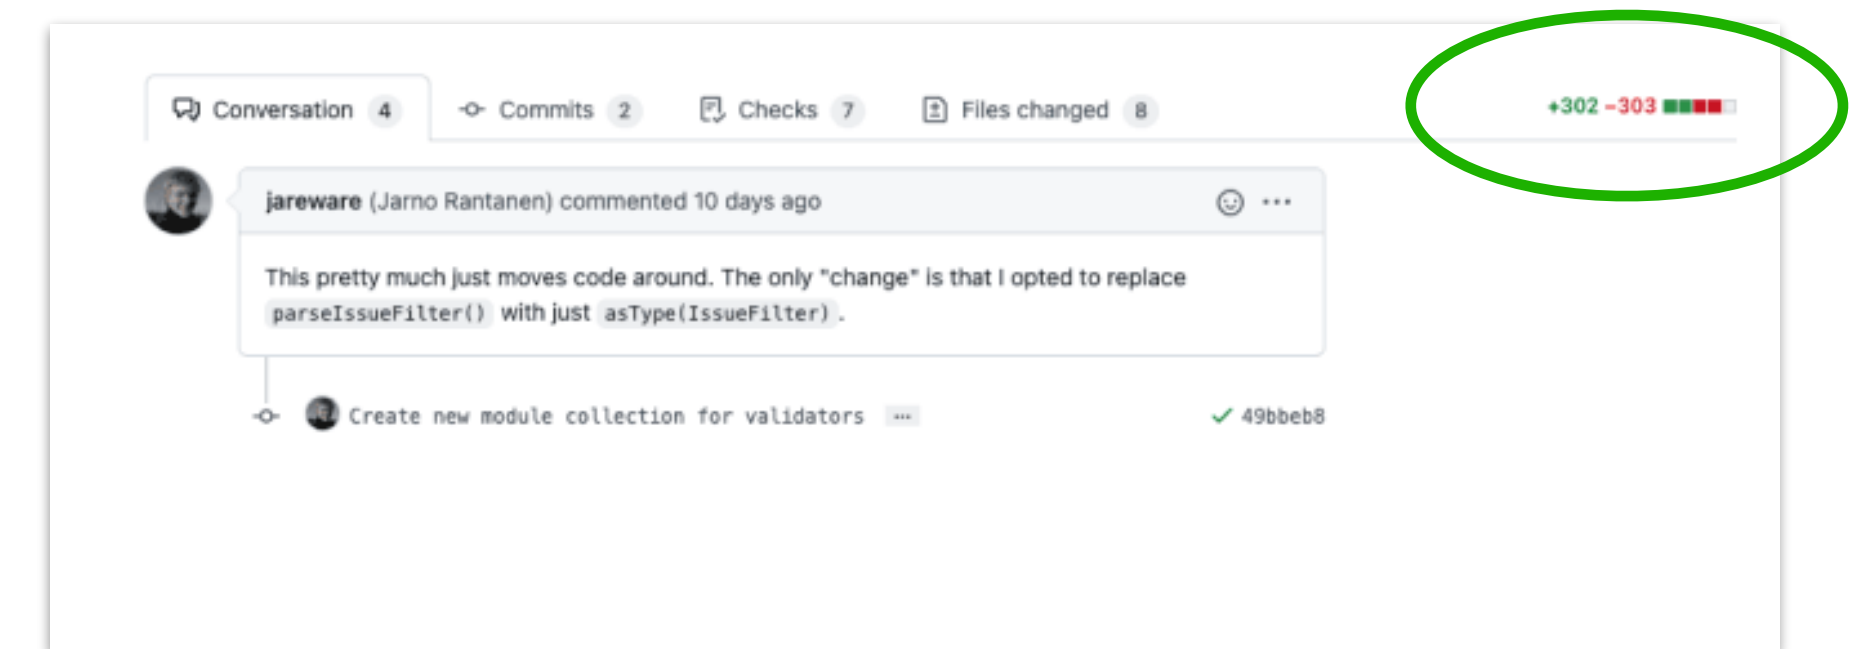 Conversation 4 Commits 2 Checks 7 Files changed 8 +302 −303
jareware (Jarno Rantanen) commented 10 days ago
This pretty much just moves code around. The only "change" is that I opted to replace
parseIssueFilter() with just asType(IssueFilter).
Create new module collection for validators ... 49bbeb8